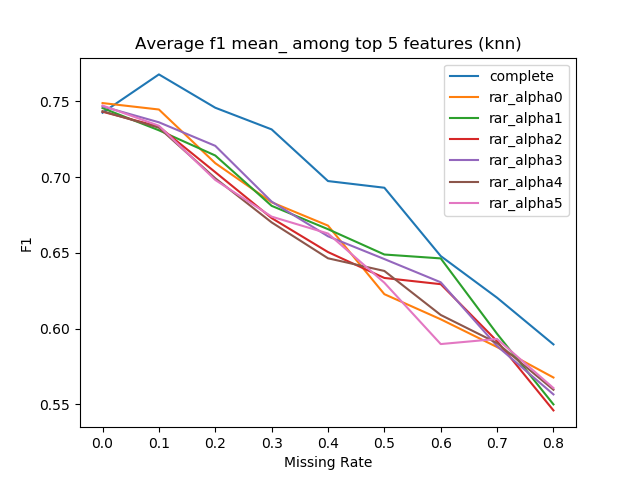 Average f1 mean_ among top 5 features (knn)
complete
rar_alpha0
rar_alpha1
rar_alpha2
rar_alpha3
rar_alpha4
rar_alpha5
0.75
0.70
0.65
0.60
0.55
F1
0.0 0.1 0.2 0.3 0.4 0.5 0.6 0.7 0.8
Missing Rate